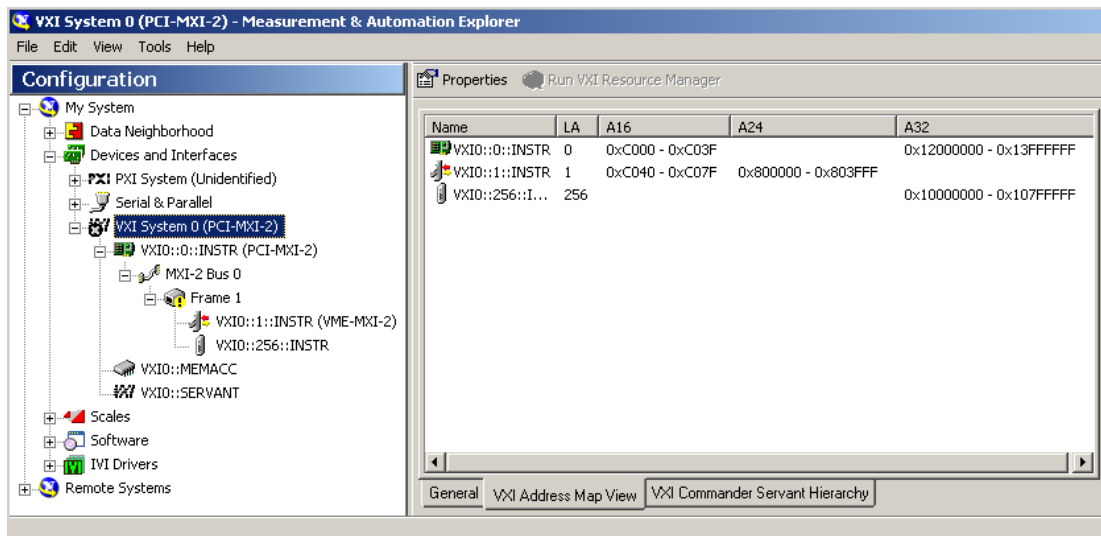 VXI System 0 (PCI-MXI-2) - Measurement & Automation Explorer
File Edit View Tools Help
Configuration
My System
Data Neighborhood
Devices and Interfaces
PXI PXI System (Unidentified)
Serial & Parallel
VXI System 0 (PCI-MXI-2)
VXI0::0::INSTR (PCI-MXI-2)
MXI-2 Bus 0
Frame 1
VXI0::1::INSTR (VME-MXI-2)
VXI0::256::INSTR
VXI0::MEMACC
VXI0::SERVANT
Scales
Software
IVI Drivers
Remote Systems
Properties Run VXI Resource Manager
Name LA A16 A24 A32
VXI0::0::INSTR 0 0xC000 - 0xC03F 0x12000000 - 0x13FFFFFF
VXI0::1::INSTR 1 0xC040 - 0xC07F 0x800000 - 0x803FFF
VXI0::256::I... 256 0x10000000 - 0x107FFFFF
General VXI Address Map View VXI Commander Servant Hierarchy